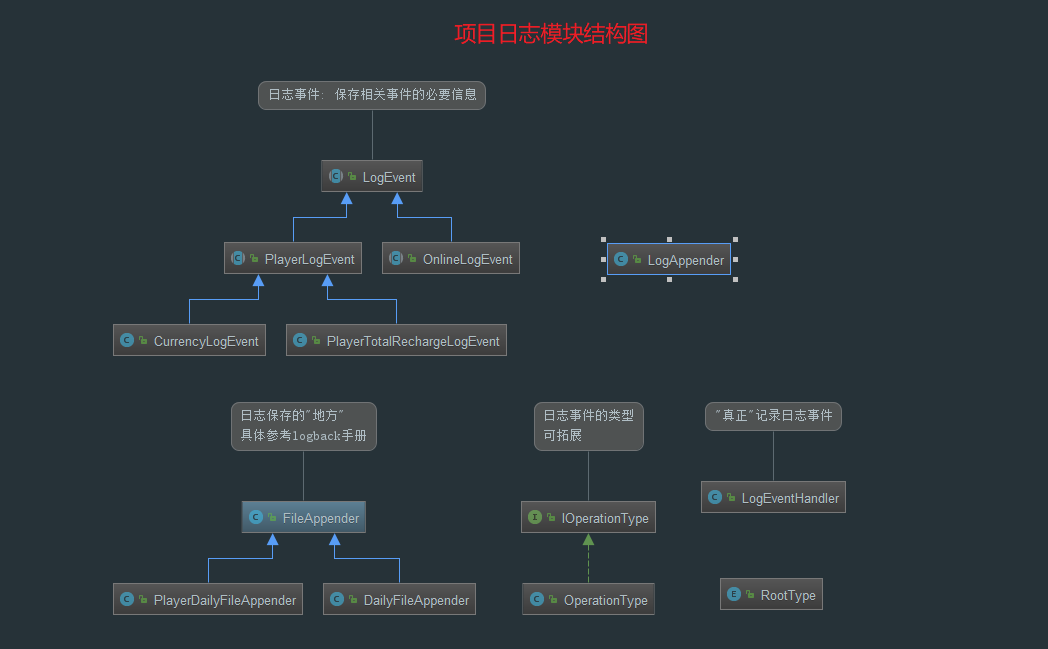 项目日志模块结构图
日志事件: 保存相关事件的必要信息
C LogEvent
C PlayerLogEvent
C OnlineLogEvent
C LogAppender
C CurrencyLogEvent
C PlayerTotalRechargeLogEvent
日志保存的"地方"
具体参考logback手册
日志事件的类型
可拓展
"真正"记录日志事件
C LogEventHandler
C FileAppender
I IOperationType
C PlayerDailyFileAppender
C DailyFileAppender
C OperationType
E RootType